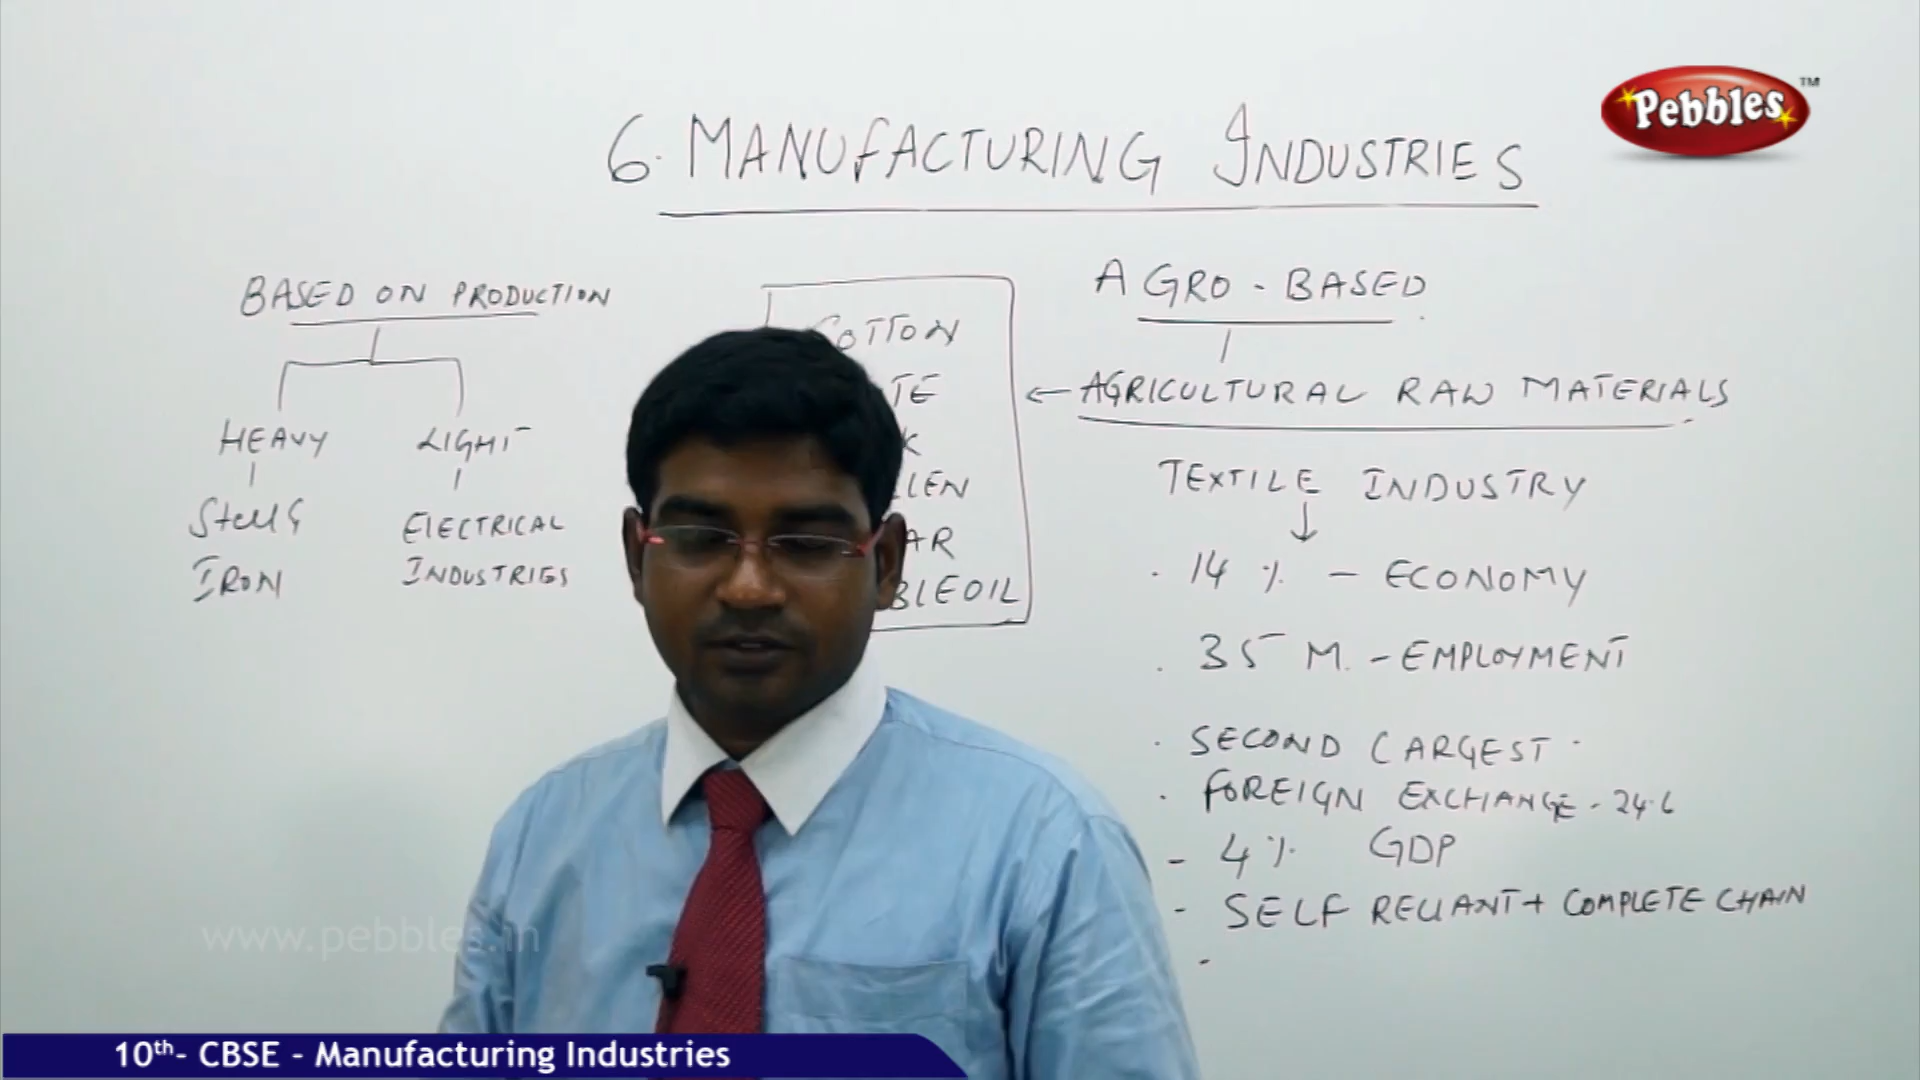 Pebbles™
6. MANUFACTURING INDUSTRIES
BASED ON PRODUCTION
HEAVY
LIGHT
IRON
ELECTRICAL
INDUSTRIES
COTTON
AGRO - BASED
← AGRICULTURAL RAW MATERIALS
TEXTILE INDUSTRY
↓
. 14 % - ECONOMY
. 35 M. - EMPLOYMENT
. SECOND LARGEST .
. FOREIGN EXCHANGE - 24.6
- 4 % GDP
- SELF RELIANT + COMPLETE CHAIN
www.pebbles.in
10th- CBSE - Manufacturing Industries